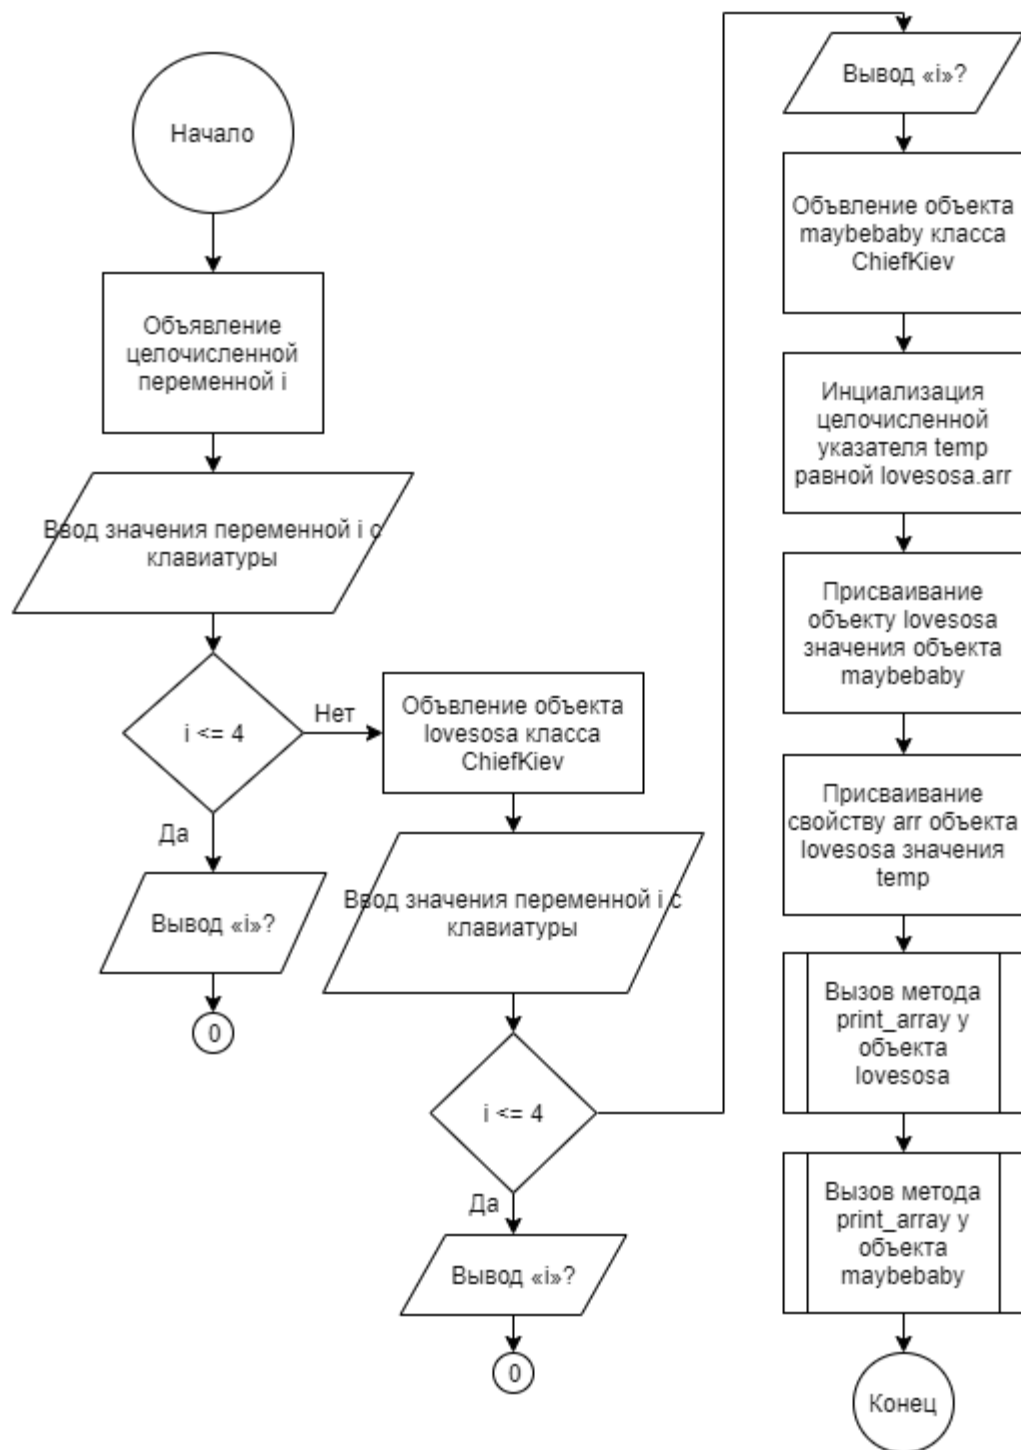 Начало
Объявление
целочисленной
переменной i
Ввод значения переменной i с
клавиатуры
i <= 4
Нет
Да
Вывод «i»?
0
Объвление объекта
lovesosa класса
ChiefKiev
Ввод значения переменной i с
клавиатуры
i <= 4
Да
Вывод «i»?
0
Вывод «i»?
Объвление объекта
maybebaby класса
ChiefKiev
Инциализация
целочисленной
указателя temp
равной lovesosa.arr
Присваивание
объекту lovesosa
значения объекта
maybebaby
Присваивание
свойству arr объекта
lovesosa значения
temp
Вызов метода
print_array у
объекта
lovesosa
Вызов метода
print_array у
объекта
maybebaby
Конец